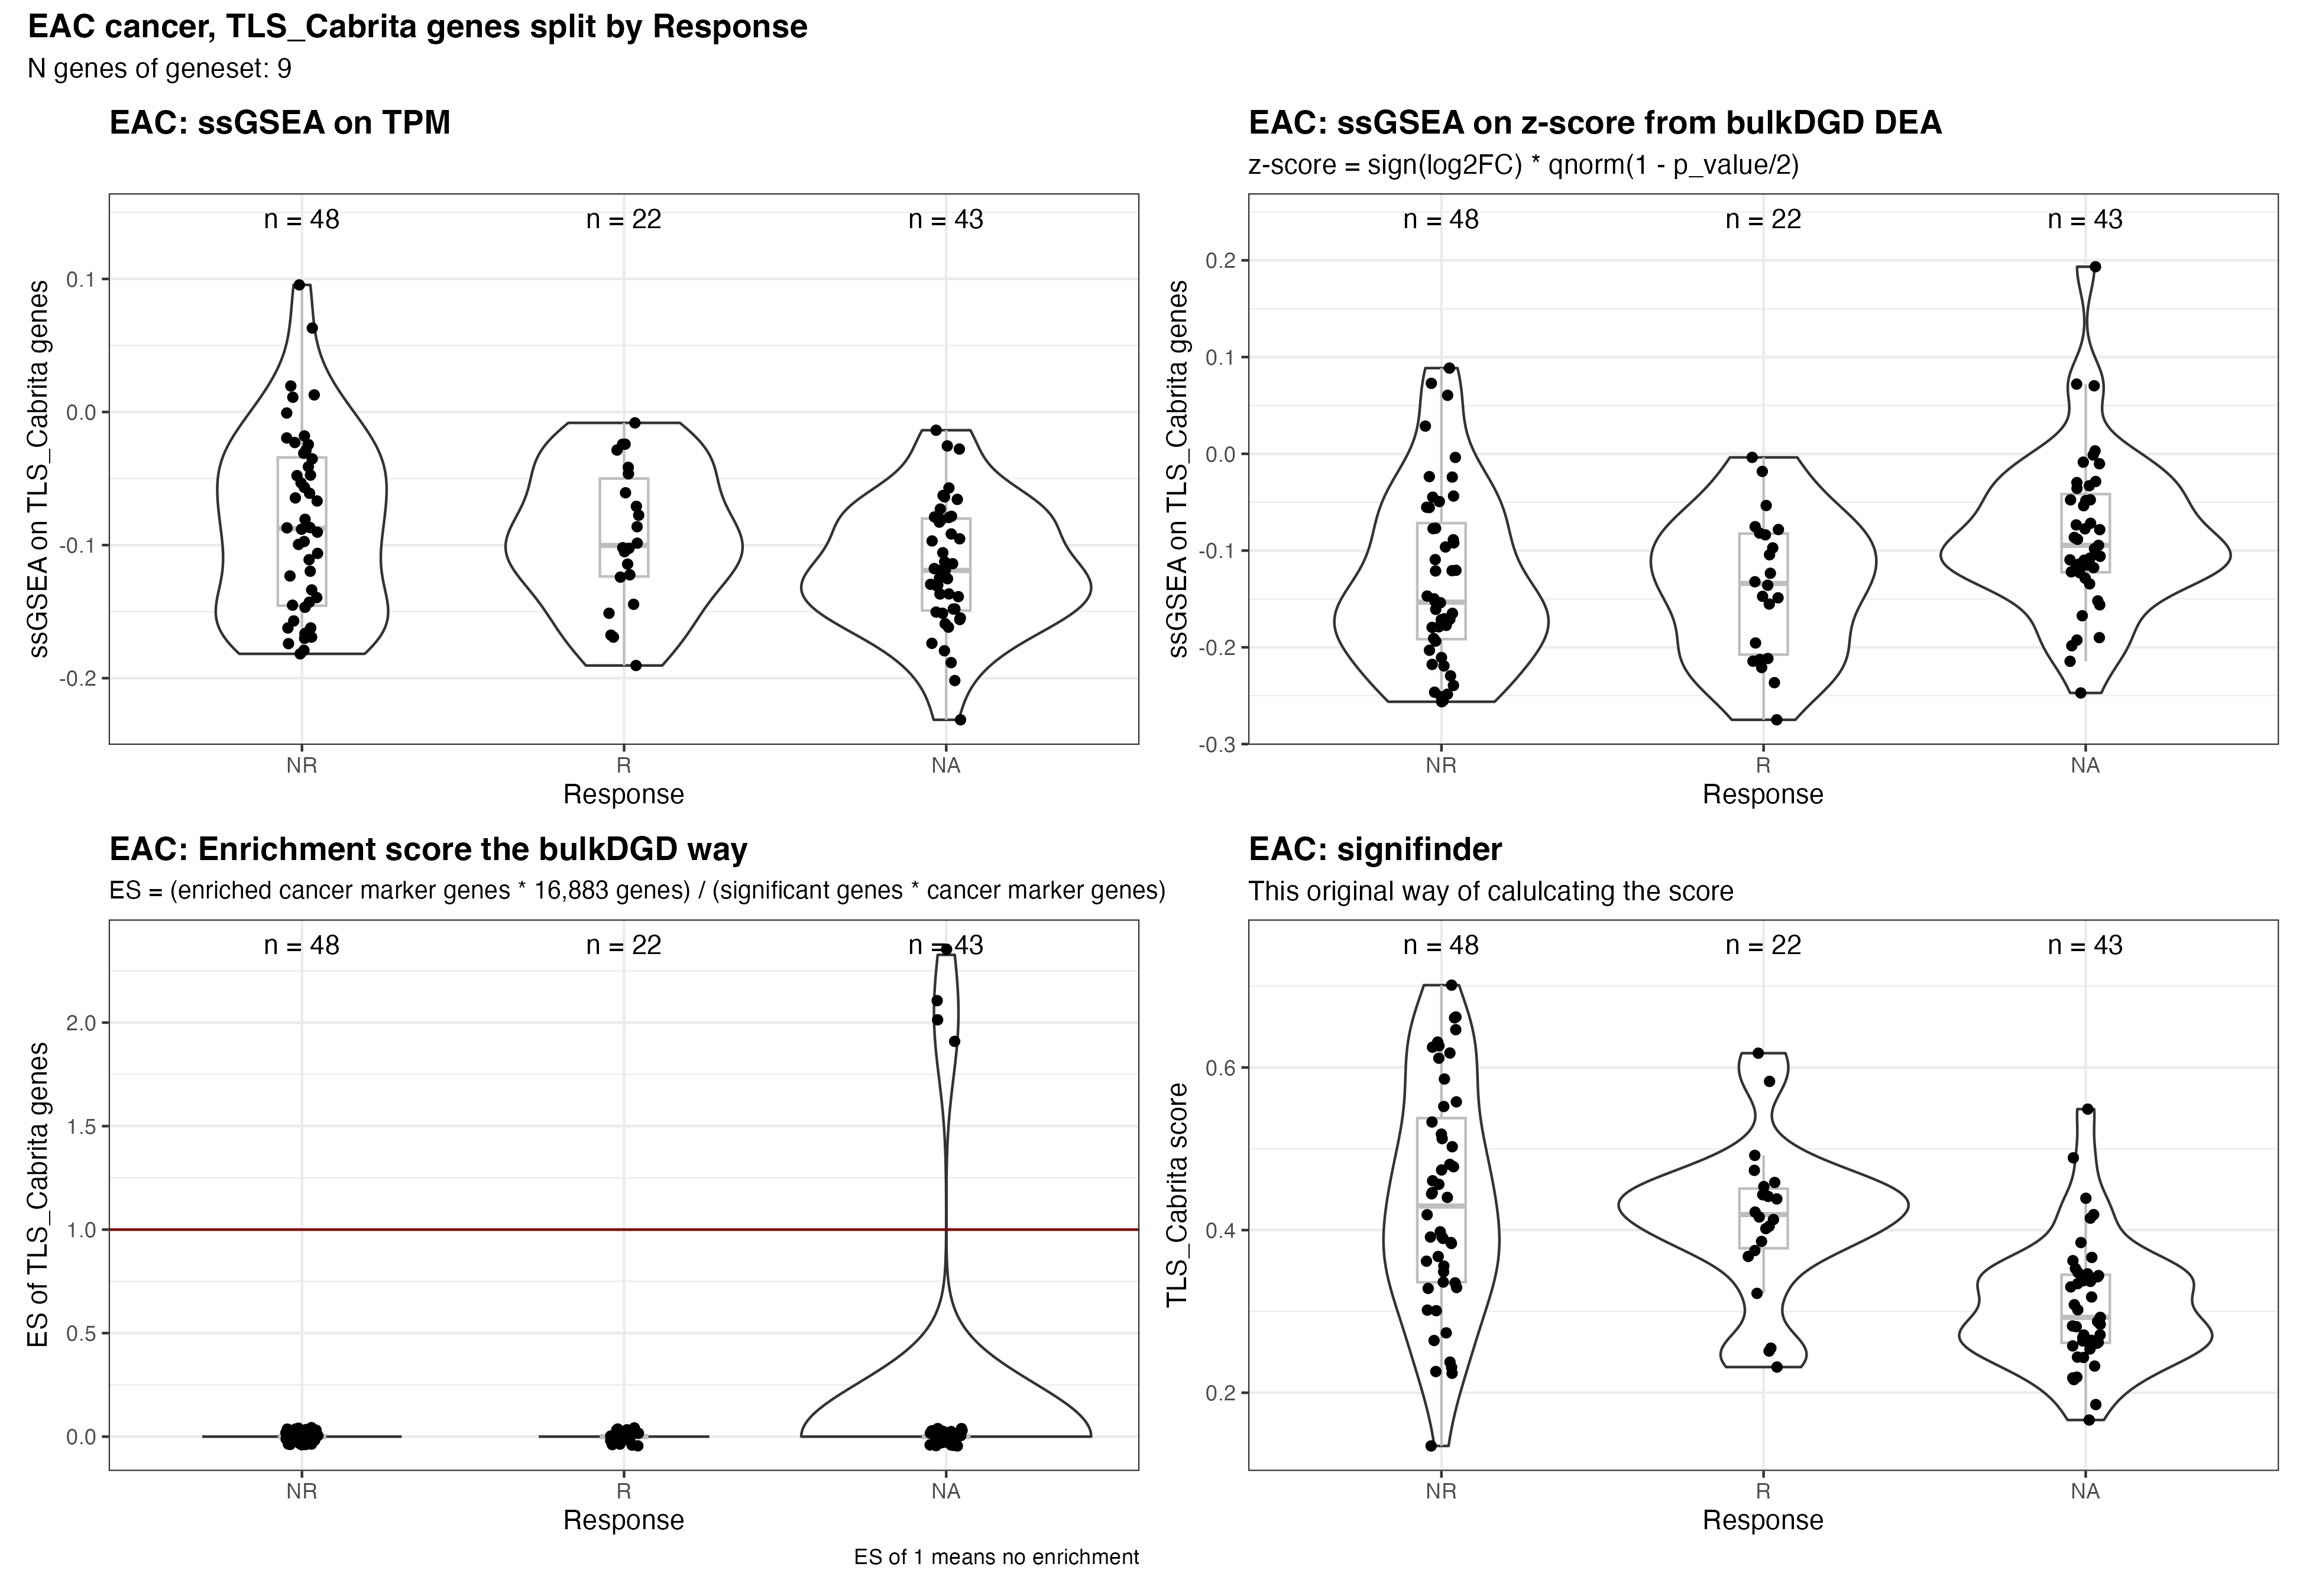 EAC cancer, TLS_Cabrita genes split by Response
N genes of geneset: 9
EAC: ssGSEA on TPM
n = 48
n = 22
n = 43
ssGSEA on TLS_Cabrita genes
0.1
0.0
-0.1
-0.2
NR
R
NA
Response
EAC: ssGSEA on z-score from bulkDGD DEA
z-score = sign(log2FC) * qnorm(1 - p_value/2)
n = 48
n = 22
n = 43
ssGSEA on TLS_Cabrita genes
0.2
0.1
0.0
-0.1
-0.2
-0.3
NR
R
NA
Response
EAC: Enrichment score the bulkDGD way
ES = (enriched cancer marker genes * 16,883 genes) / (significant genes * cancer marker genes)
n = 48
n = 22
n = 43
ES of TLS_Cabrita genes
2.0
1.5
1.0
0.5
0.0
NR
R
NA
Response
ES of 1 means no enrichment
EAC: signifinder
This original way of calulcating the score
n = 48
n = 22
n = 43
TLS_Cabrita score
0.6
0.4
0.2
NR
R
NA
Response